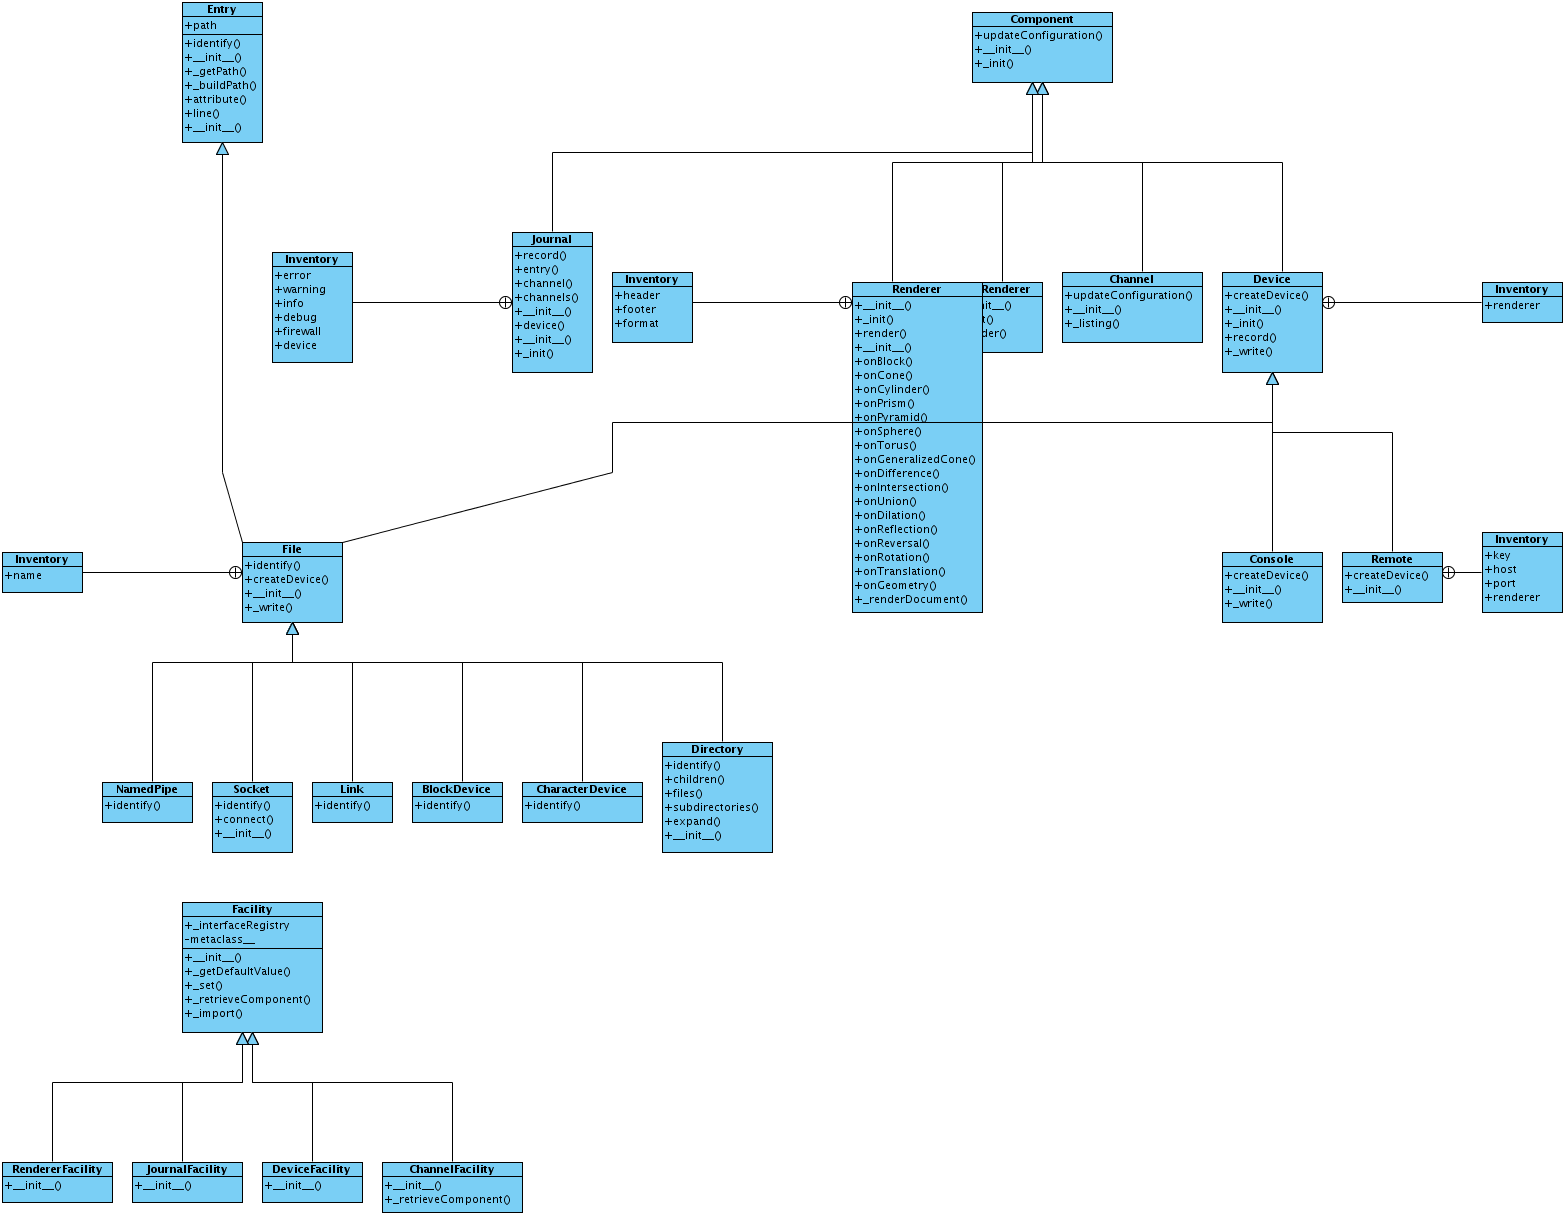 Entry
+path
+identify()
+__init__()
+_getPath()
+_buildPath()
+attribute()
+line()
+__init__()
Component
+updateConfiguration()
+__init__()
+_init()
Inventory
+error
+warning
+info
+debug
+firewall
+device
Journal
+record()
+entry()
+channel()
+channels()
+__init__()
+device()
+__init__()
+_init()
Inventory
+header
+footer
+format
Renderer
+__init__()
+_init()
+render()
+__init__()
+onBlock()
+onCone()
+onCylinder()
+onPrism()
+onPyramid()
+onSphere()
+onTorus()
+onGeneralizedCone()
+onDifference()
+onIntersection()
+onUnion()
+onDilation()
+onReflection()
+onReversal()
+onRotation()
+onTranslation()
+onGeometry()
+_renderDocument()
Renderer
Channel
+updateConfiguration()
+__init__()
+_listing()
Device
+createDevice()
+__init__()
+_init()
+record()
+_write()
Inventory
+renderer
Inventory
+name
File
+identify()
+createDevice()
+__init__()
+_write()
Console
+createDevice()
+__init__()
+_write()
Remote
+createDevice()
+__init__()
Inventory
+key
+host
+port
+renderer
NamedPipe
+identify()
Socket
+identify()
+connect()
+__init__()
Link
+identify()
BlockDevice
+identify()
CharacterDevice
+identify()
Directory
+identify()
+children()
+files()
+subdirectories()
+expand()
+__init__()
Facility
+_interfaceRegistry
-metaclass__
+__init__()
+_getDefaultValue()
+_set()
+_retrieveComponent()
+_import()
RendererFacility
+__init__()
JournalFacility
+__init__()
DeviceFacility
+__init__()
ChannelFacility
+__init__()
+_retrieveComponent()